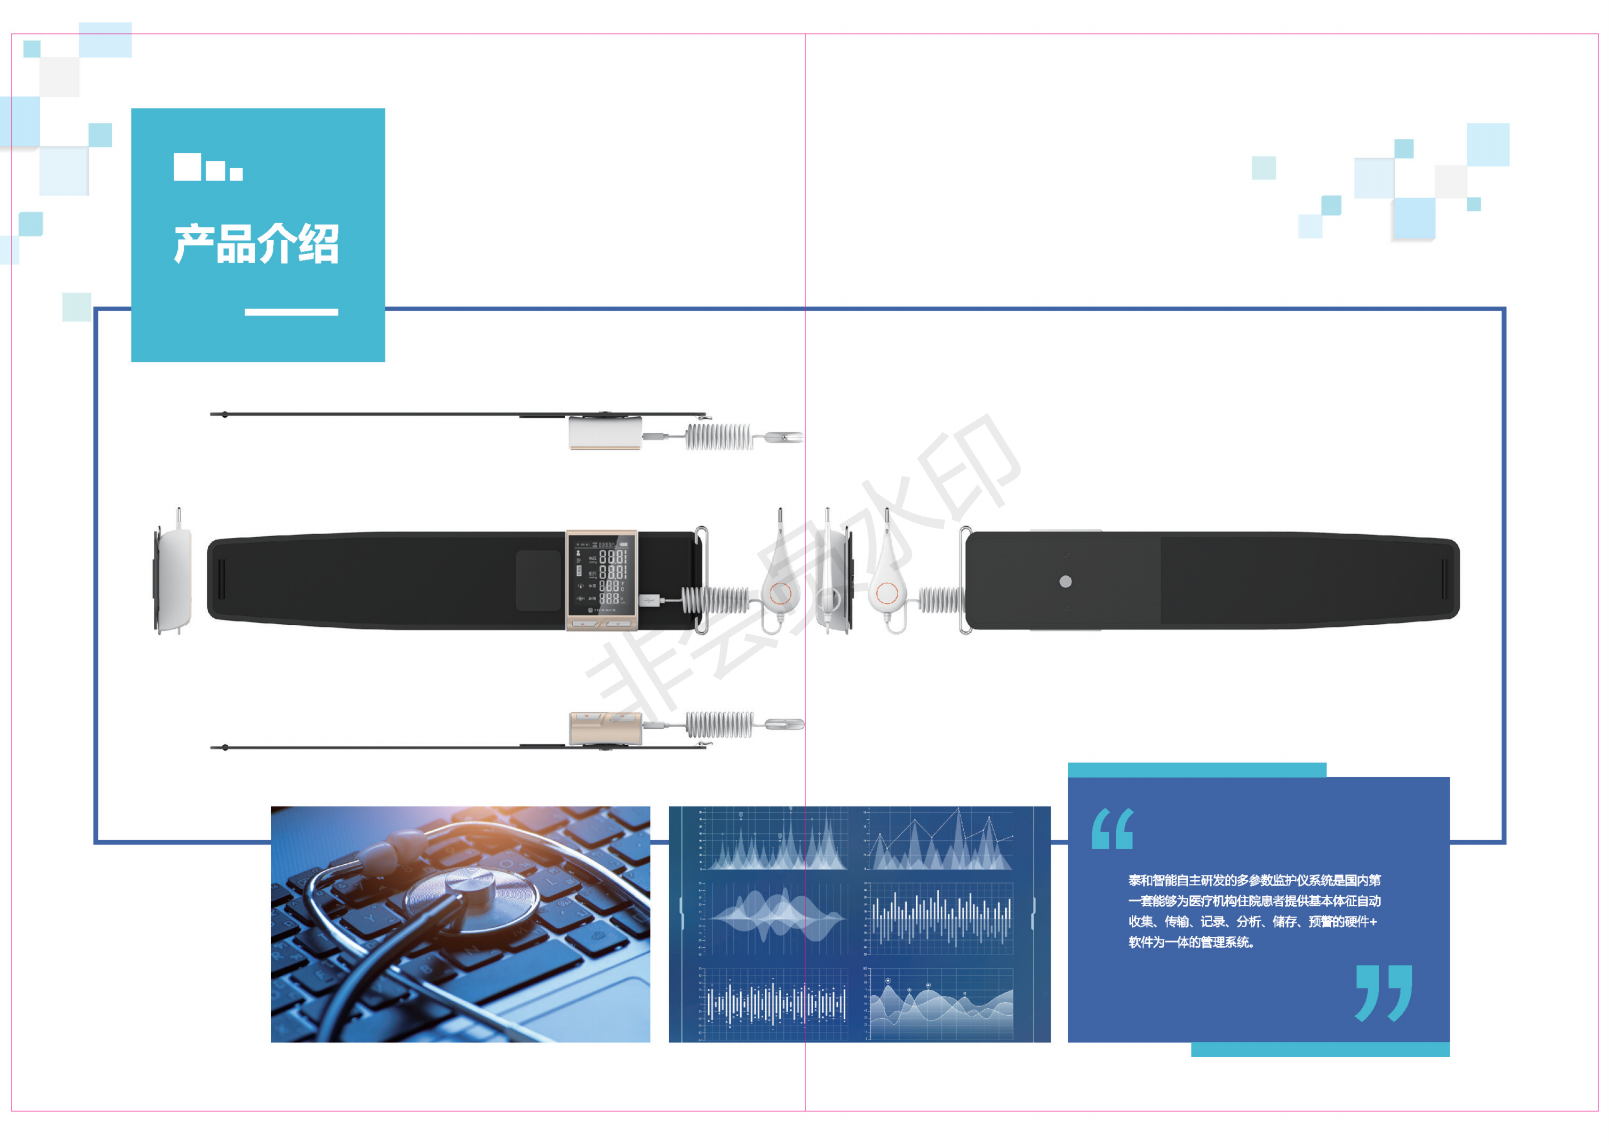 产品介绍
非会员水印
泰和智能自主研发的多参数监护仪系统是国内第
一套能够为医疗机构住院患者提供基本体征自动
收集、传输、记录、分析、储存、预警的硬件+
软件为一体的管理系统。